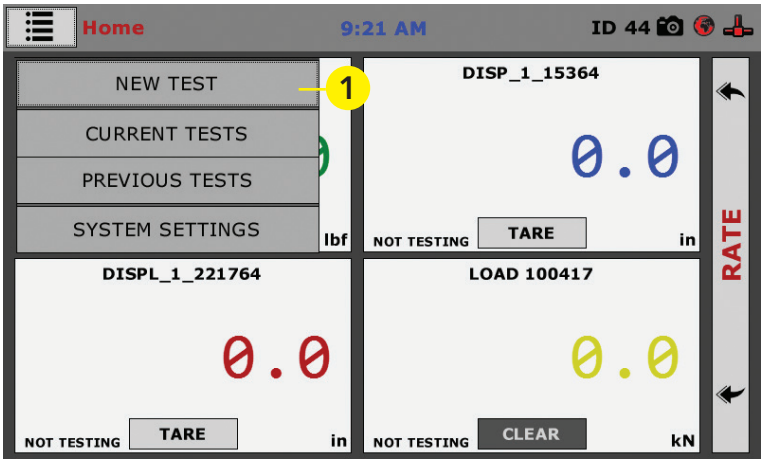 Home
9:21 AM
ID 44
NEW TEST
1
CURRENT TESTS
PREVIOUS TESTS
SYSTEM SETTINGS
lbf
DISP_1_15364
0.0
NOT TESTING
TARE
in
DISPL_1_221764
0.0
NOT TESTING
TARE
in
LOAD 100417
0.0
NOT TESTING
CLEAR
kN
RATE